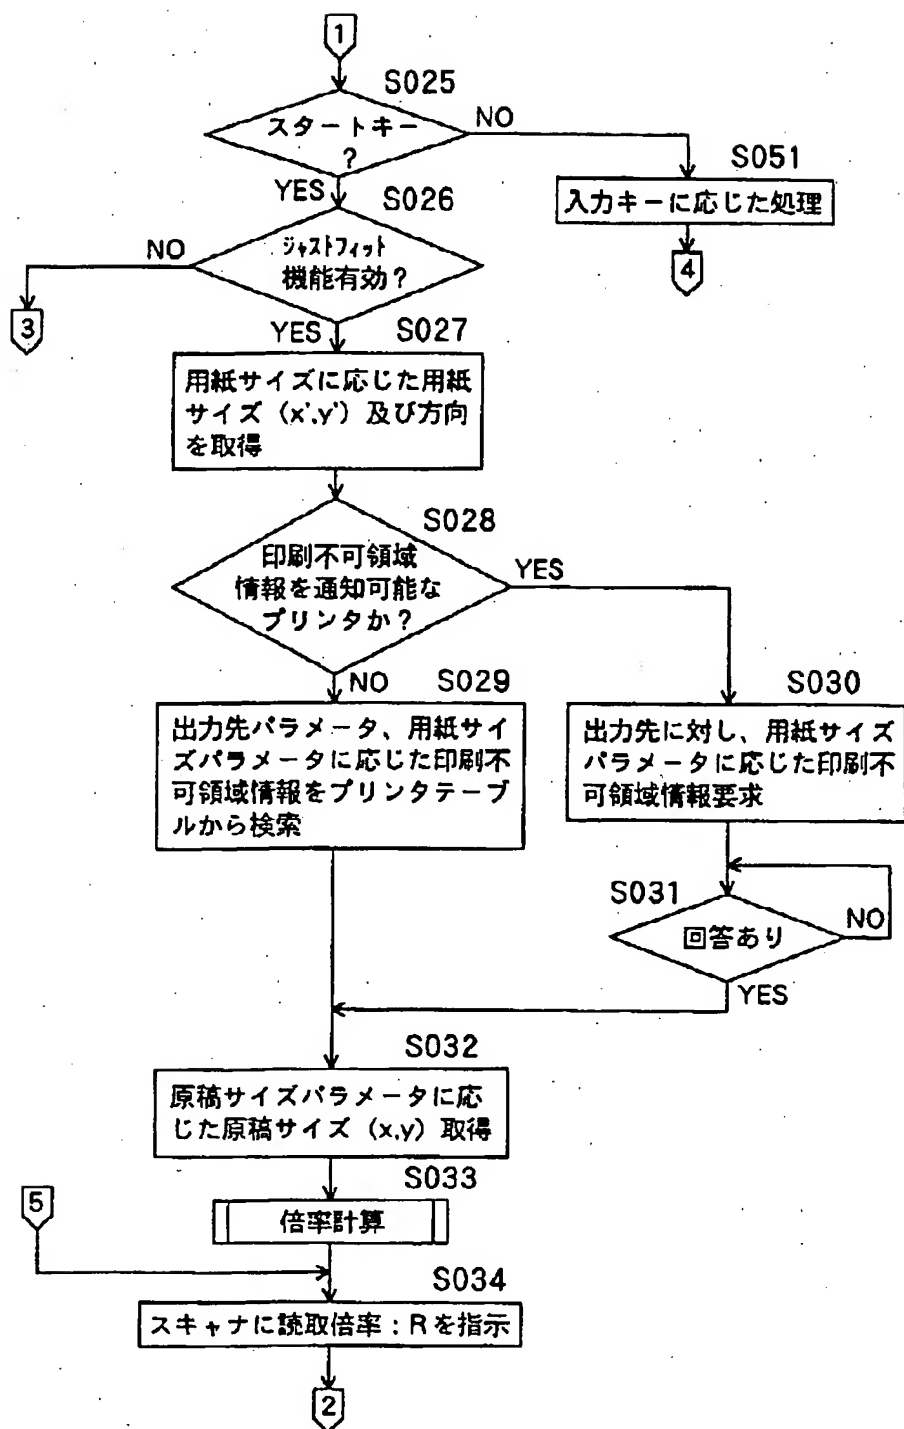 1
S025
スタートキー
?
NO
YES
S051
入力キーに応じた処理
4
S026
ジャストフィット
機能有効?
NO
3
YES
S027
用紙サイズに応じた用紙
サイズ (x',y') 及び方向
を取得
S028
印刷不可領域
情報を通知可能な
プリンタか?
YES
NO
S029
出力先パラメータ、用紙サイ
ズパラメータに応じた印刷不
可領域情報をプリンタテーブ
ルから検索
S030
出力先に対し、用紙サイズ
パラメータに応じた印刷不
可領域情報要求
S031
回答あり
NO
YES
S032
原稿サイズパラメータに応
じた原稿サイズ (x,y) 取得
S033
倍率計算
5
S034
スキャナに読取倍率:Rを指示
2